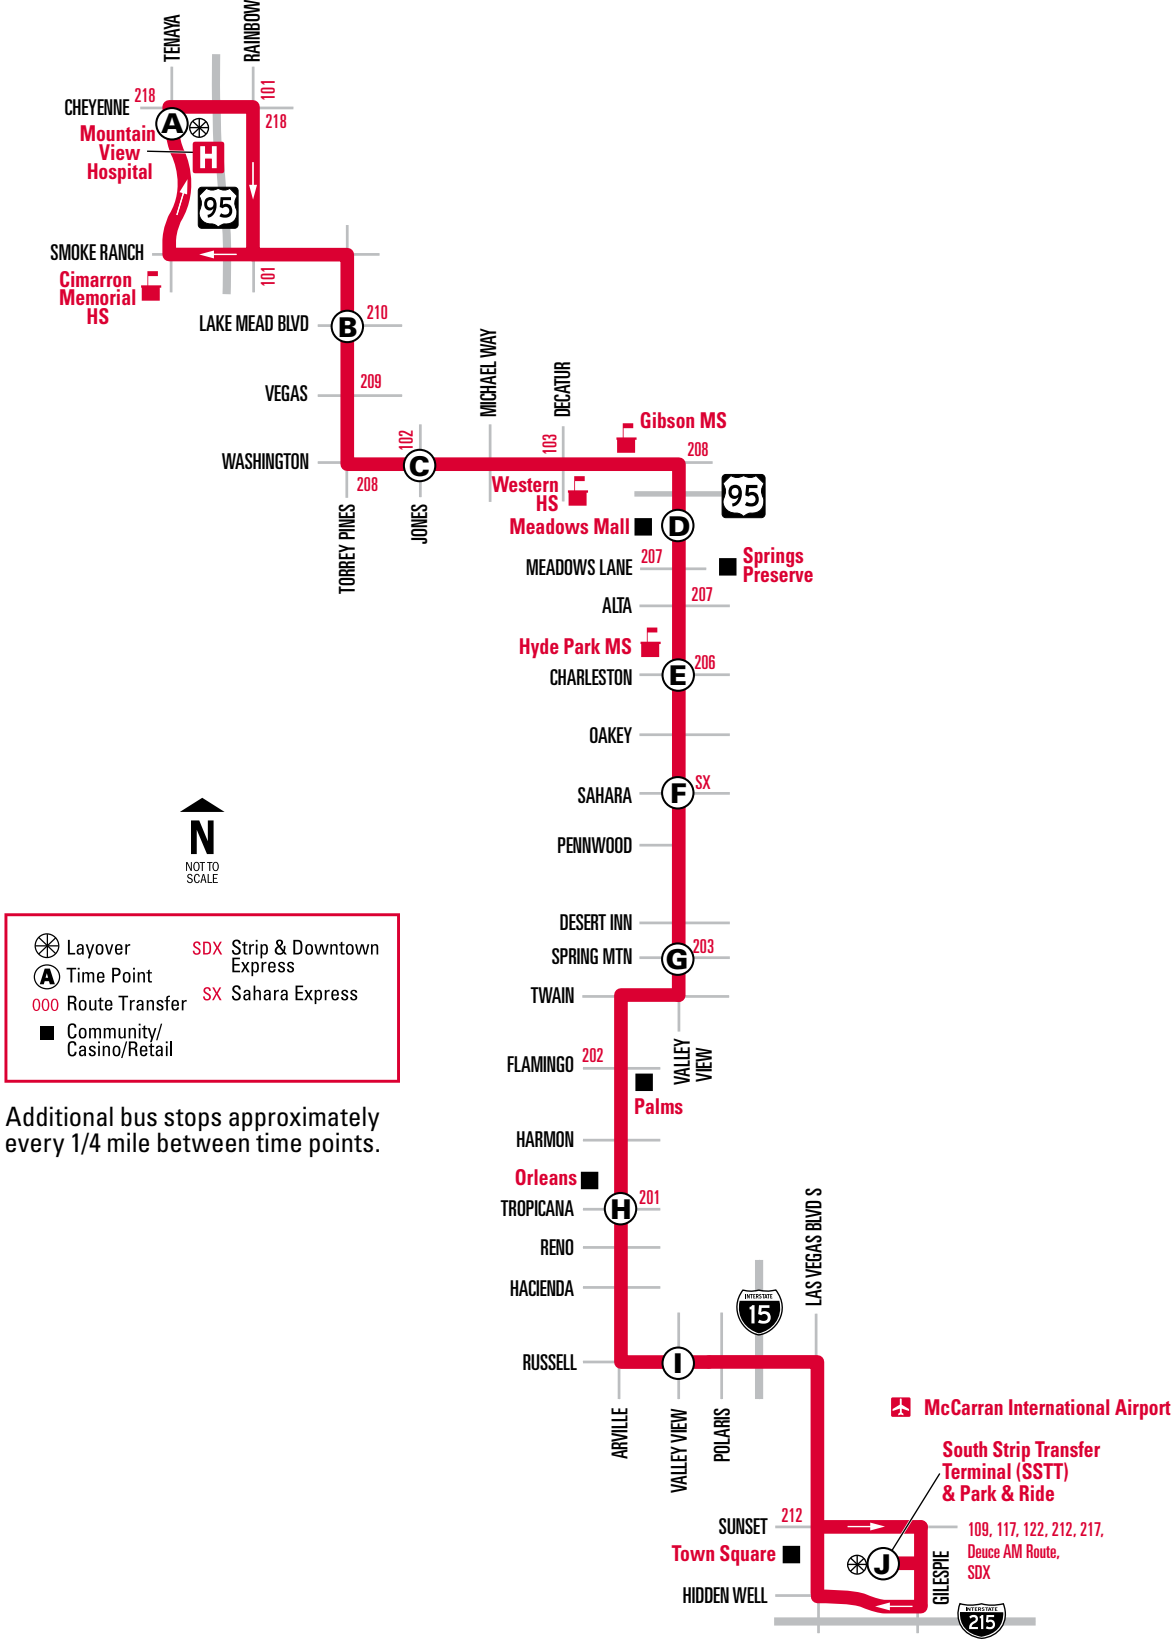 TENAYA
RAINBOW
CHEYENNE
218
101
218
A
Mountain
View
Hospital
H
95
SMOKE RANCH
101
Cimarron
Memorial
HS
LAKE MEAD BLVD
B
210
VEGAS
209
MICHAEL WAY
DECATUR
WASHINGTON
208
102
C
103
Gibson MS
208
TORREY PINES
JONES
Western
HS
95
Meadows Mall
D
MEADOWS LANE
207
Springs
Preserve
ALTA
207
Hyde Park MS
CHARLESTON
E
206
OAKEY
SAHARA
F
SX
PENNWOOD
DESERT INN
SPRING MTN
G
203
TWAIN
VALLEY
VIEW
FLAMINGO
202
Palms
HARMON
Orleans
TROPICANA
H
201
RENO
HACIENDA
LAS VEGAS BLVD S
INTERSTATE
15
RUSSELL
I
ARVILLE
VALLEY VIEW
POLARIS
McCarran International Airport
South Strip Transfer
Terminal (SSTT)
& Park & Ride
SUNSET
212
Town Square
J
GILESPIE
109, 117, 122, 212, 217,
Deuce AM Route,
SDX
HIDDEN WELL
INTERSTATE
215
N
NOT TO
SCALE
Layover
A
Time Point
000 Route Transfer
Community/
Casino/Retail
SDX Strip & Downtown
Express
SX Sahara Express
Additional bus stops approximately
every 1/4 mile between time points.